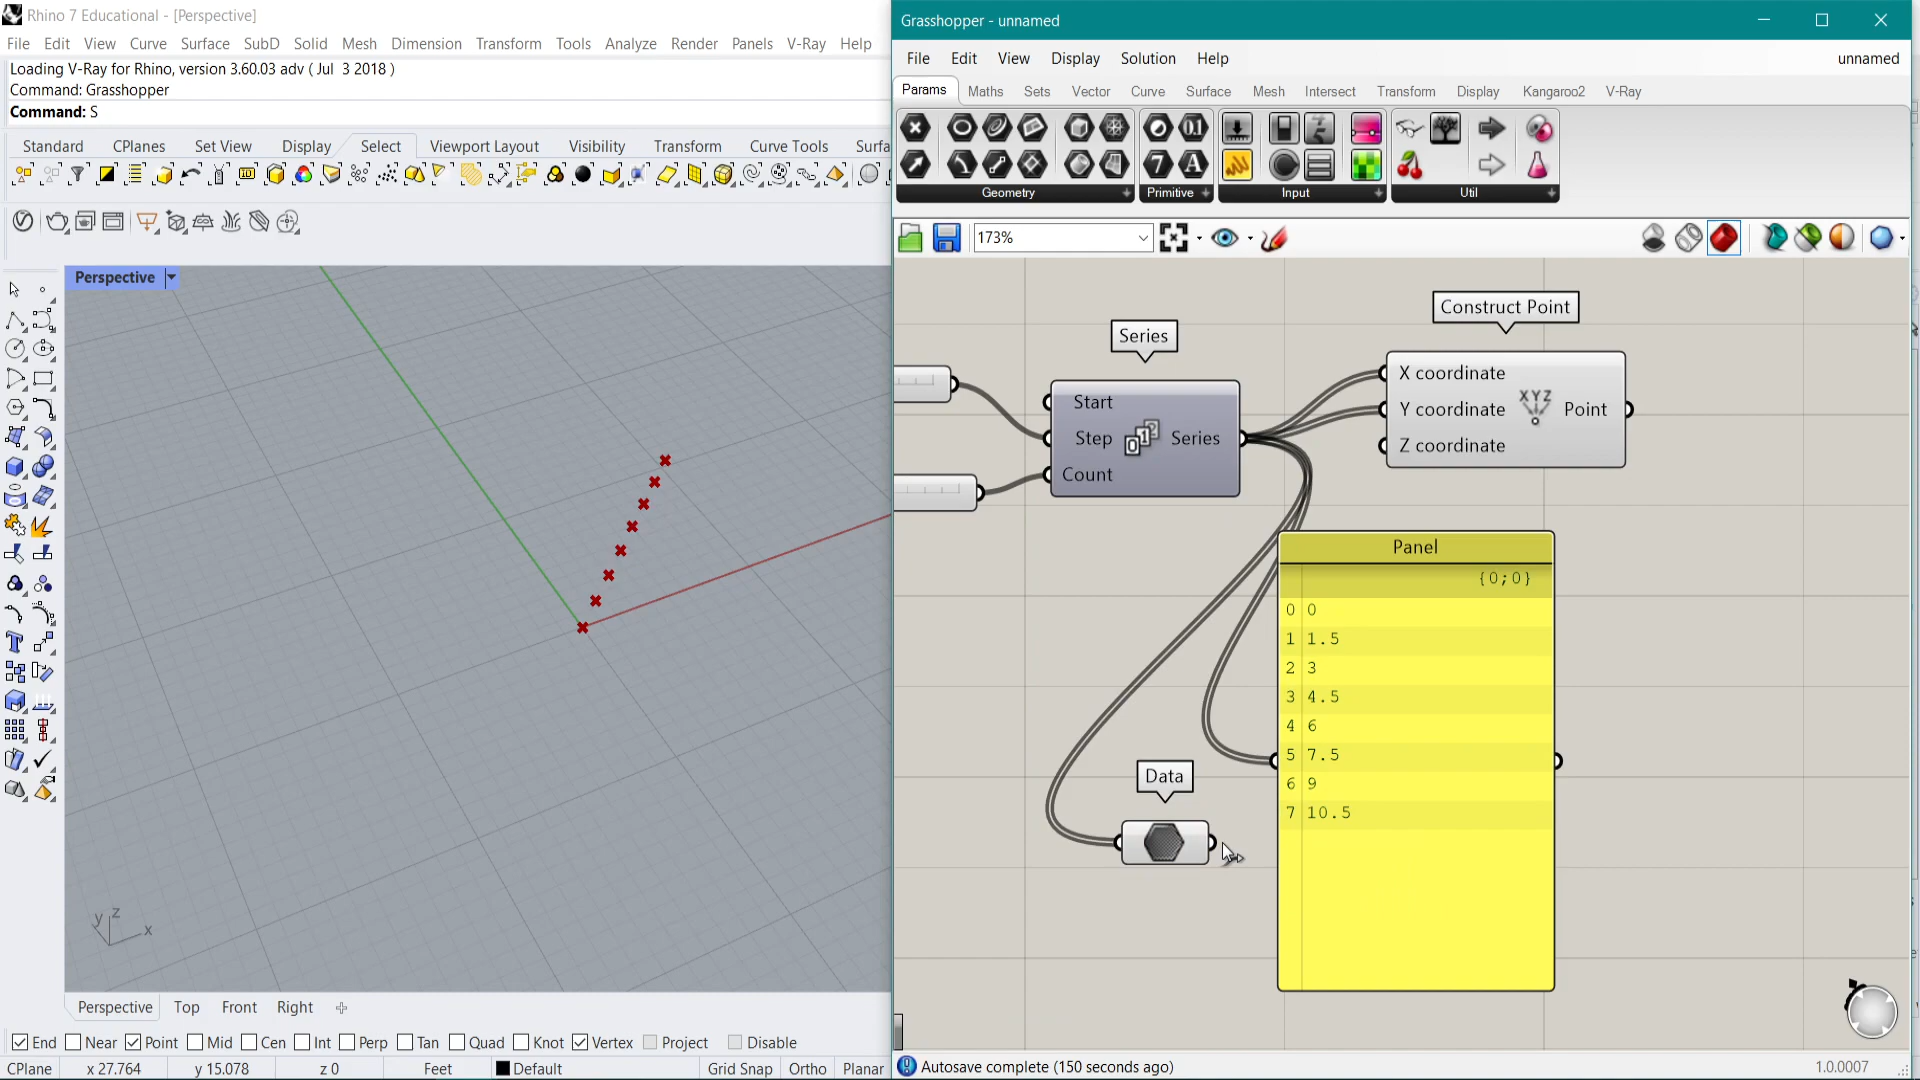 Rhino 7 Educational - [Perspective]
File Edit View Curve Surface SubD Solid Mesh Dimension Transform Tools Analyze Render Panels V-Ray Help
Loading V-Ray for Rhino, version 3.60.03 adv ( Jul 3 2018 )
Command: Grasshopper
Command: S
Standard CPlanes Set View Display Select Viewport Layout Visibility Transform Curve Tools Surfa
Perspective
y z x
Perspective Top Front Right
End Near Point Mid Cen Int Perp Tan Quad Knot Vertex Project Disable
CPlane x 27.764 y 15.078 z 0 Feet Default Grid Snap Ortho Planar
Grasshopper - unnamed
File Edit View Display Solution Help unnamed
Params Maths Sets Vector Curve Surface Mesh Intersect Transform Display Kangaroo2 V-Ray
Geometry Primitive Input Util
173%
Series
Start
Step Series
Count
Construct Point
X coordinate
Y coordinate XYZ Point
Z coordinate
Panel
{0;0}
0 0
1 1.5
2 3
3 4.5
4 6
5 7.5
6 9
7 10.5
Data
Autosave complete (150 seconds ago) 1.0.0007